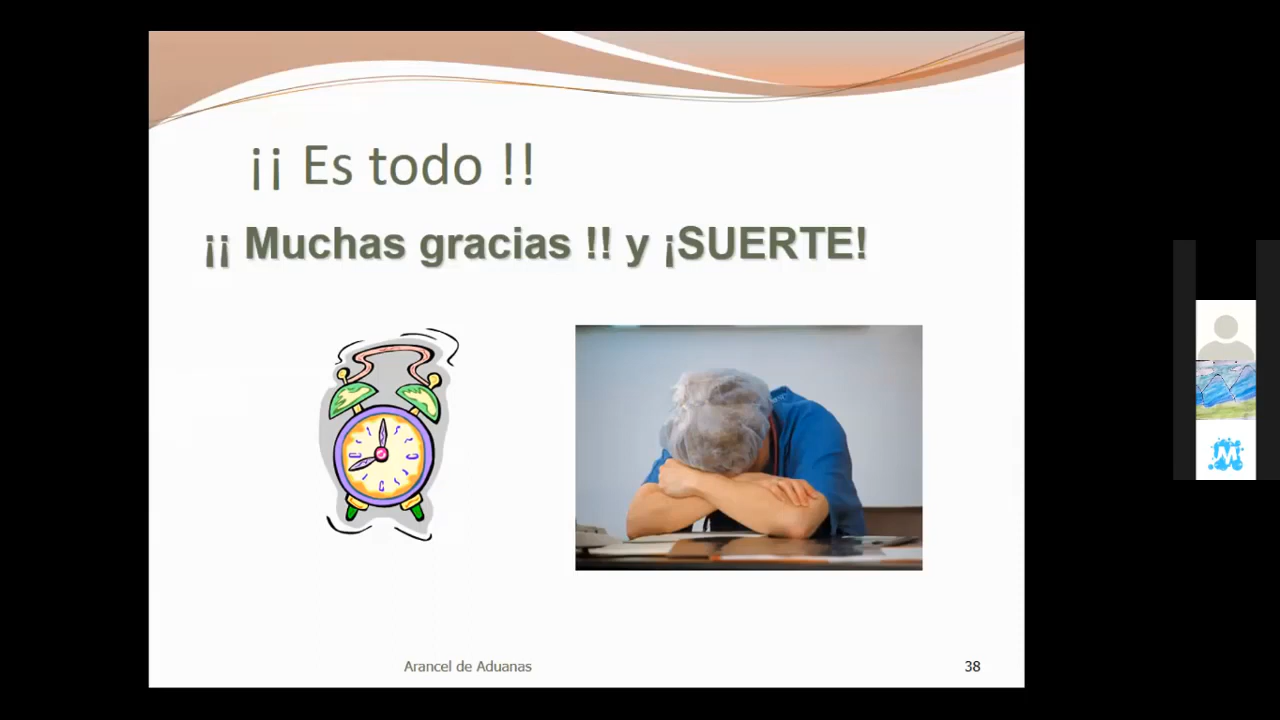 ¡¡ Es todo !!
¡¡ Muchas gracias !! y ¡SUERTE!
Arancel de Aduanas
38
M